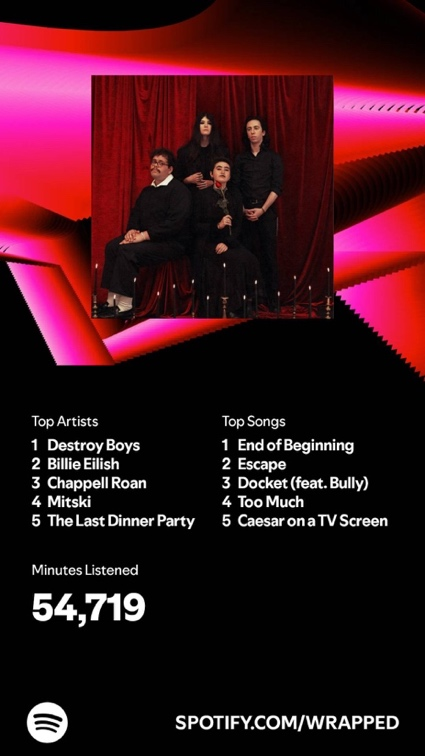 Top Artists
1 Destroy Boys
2 Billie Eilish
3 Chappell Roan
4 Mitski
5 The Last Dinner Party
Top Songs
1 End of Beginning
2 Escape
3 Docket (feat. Bully)
4 Too Much
5 Caesar on a TV Screen
Minutes Listened
54,719
SPOTIFY.COM/WRAPPED